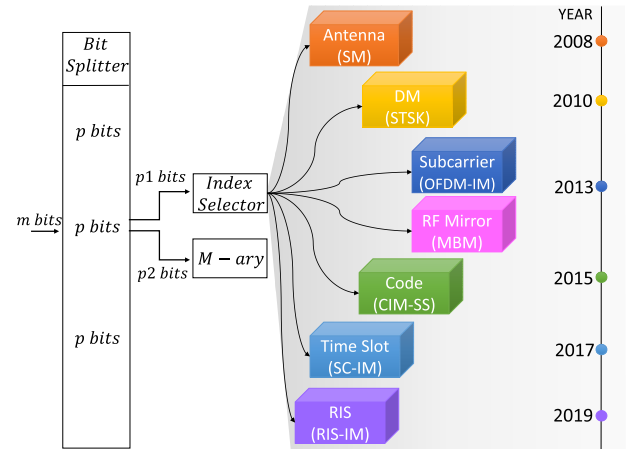 Bit
Splitter
p bits
p bits
p bits
m bits
p1 bits
p2 bits
Index
Selector
M − ary
Antenna
(SM)
DM
(STSK)
Subcarrier
(OFDM-IM)
RF Mirror
(MBM)
Code
(CIM-SS)
Time Slot
(SC-IM)
RIS
(RIS-IM)
YEAR
2008
2010
2013
2015
2017
2019